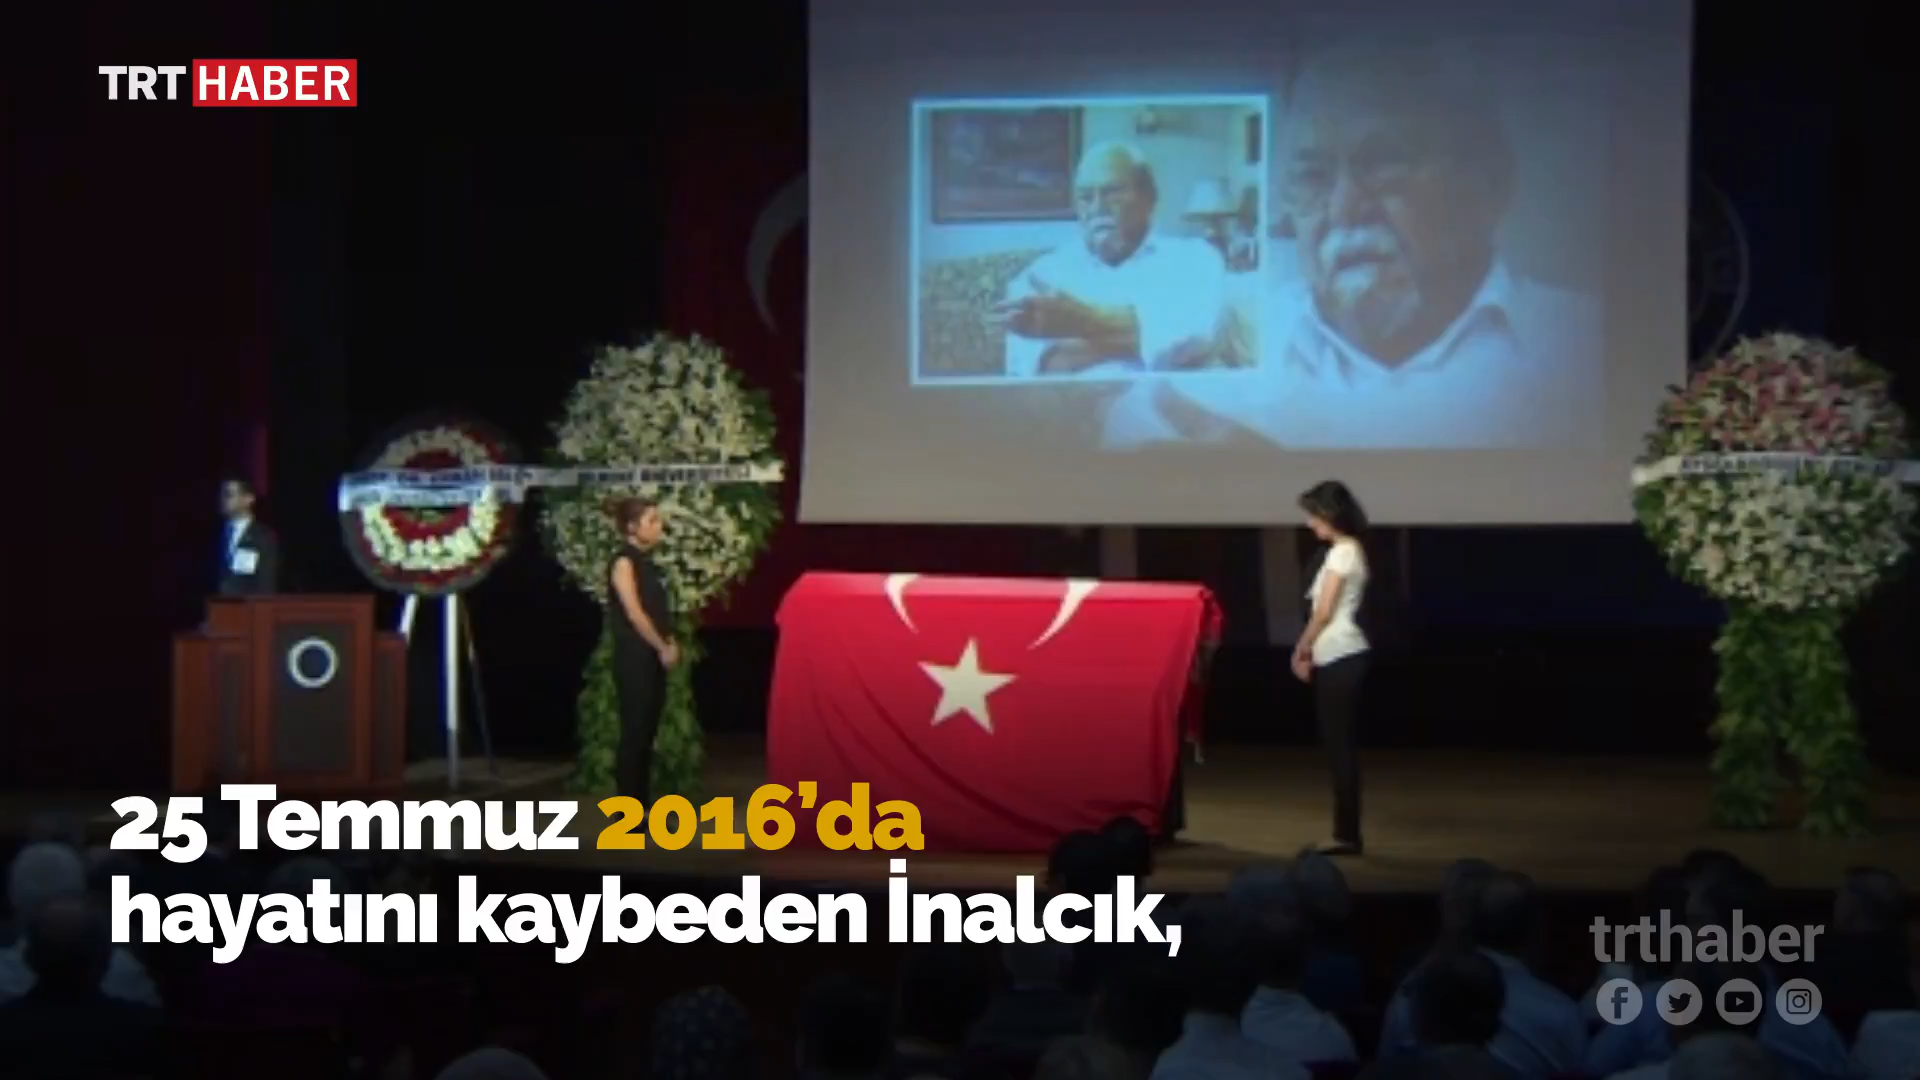 TRT HABER
25 Temmuz 2016’da
hayatını kaybeden İnalcık,
trthaber